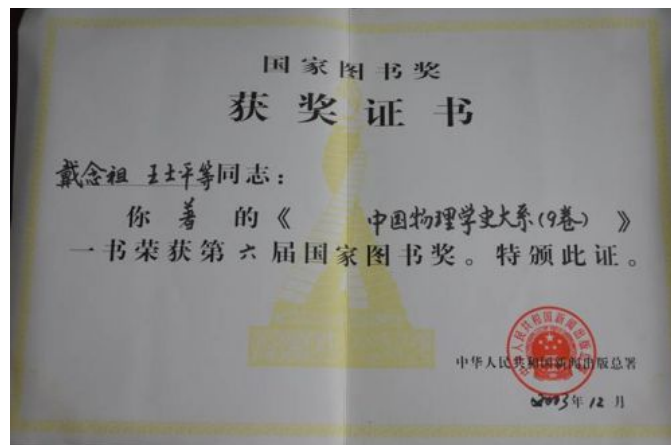 国家图书奖
获奖证书
戴念祖 王士平等同志：
你 著 的《 中国物理学史大系(9卷) 》
一书荣获第六届国家图书奖。特颁此证。
中华人民共和国新闻出版总署
2003年12月